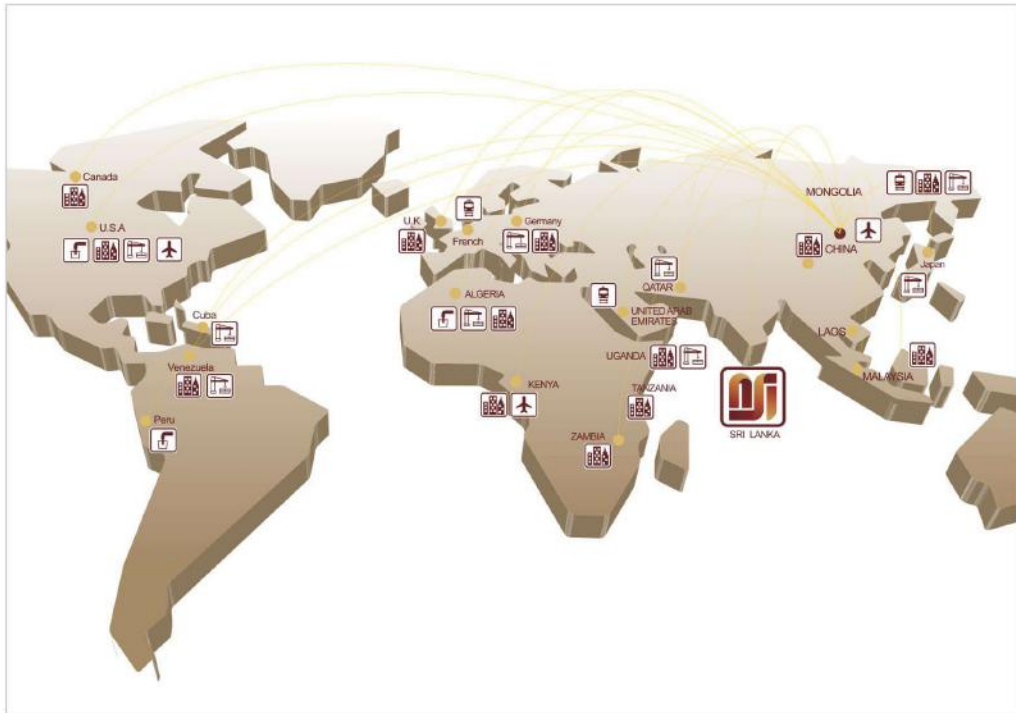 Canada
U.S.A
Cuba
Venezuela
Peru
U.K
French
Germany
ALGERIA
KENYA
ZAMBIA
TANZANIA
UGANDA
UNITED ARAB
EMIRATES
QATAR
MONGOLIA
CHINA
Japan
LAOS
MALAYSIA
SRI LANKA